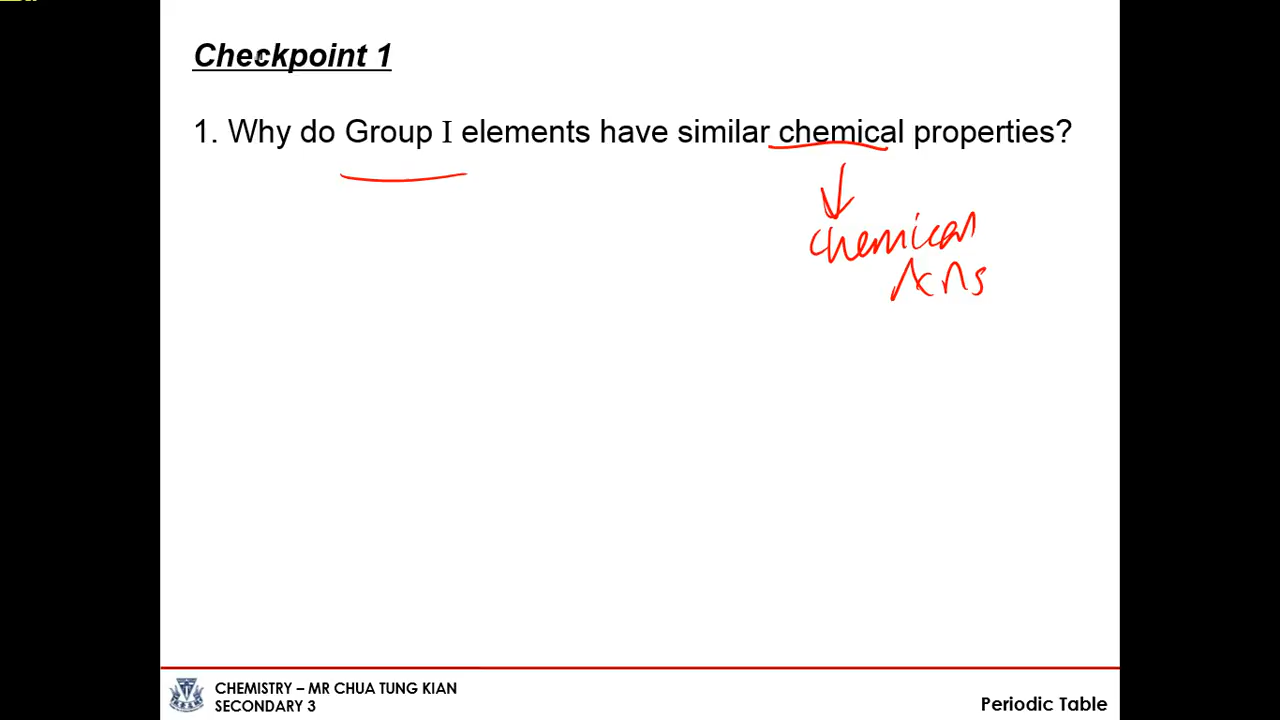 Checkpoint 1
1. Why do Group I elements have similar chemical properties?
chemical
rxns
CHEMISTRY – MR CHUA TUNG KIAN
SECONDARY 3
Periodic Table